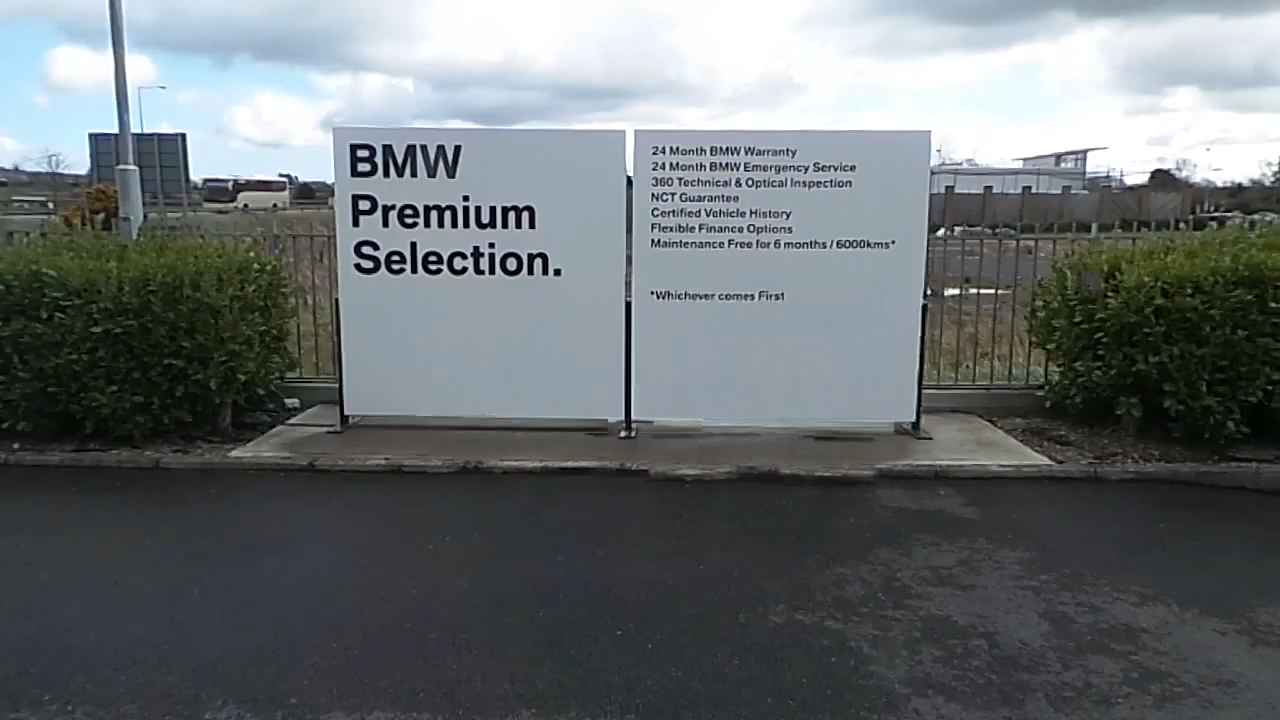 BMW
Premium
Selection.
24 Month BMW Warranty
24 Month BMW Emergency Service
360 Technical & Optical Inspection
NCT Guarantee
Certified Vehicle History
Flexible Finance Options
Maintenance Free for 6 months / 6000kms*
*Whichever comes First